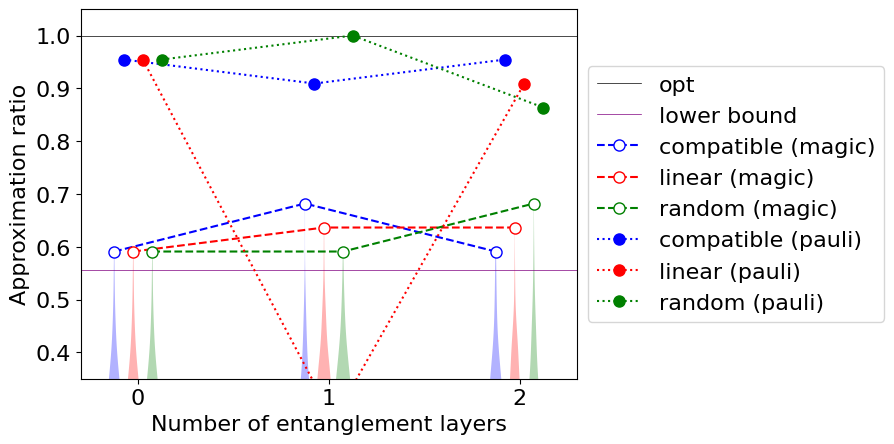 Approximation ratio
1.0
0.9
0.8
0.7
0.6
0.5
0.4
0
1
2
Number of entanglement layers
opt
lower bound
compatible (magic)
linear (magic)
random (magic)
compatible (pauli)
linear (pauli)
random (pauli)